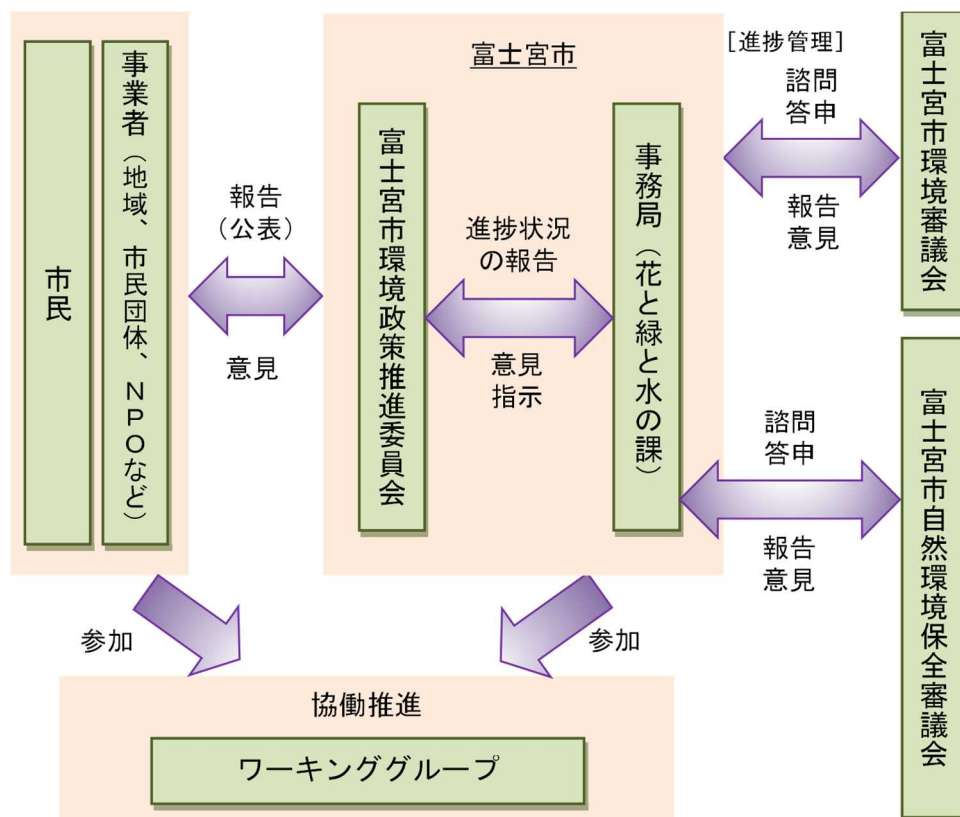 市民
事業者（地域、市民団体、ＮＰＯなど）
報告
（公表）
意見
富士宮市
富士宮市環境政策推進委員会
進捗状況
の報告
意見
指示
事務局（花と緑と水の課）
［進捗管理］
諮問
答申
報告
意見
富士宮市環境審議会
諮問
答申
報告
意見
富士宮市自然環境保全審議会
参加
参加
協働推進
ワーキンググループ